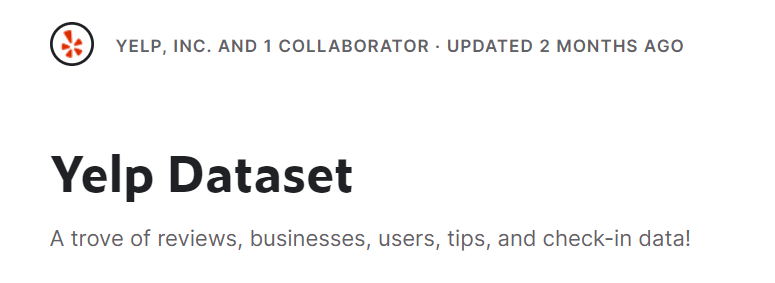 YELP, INC. AND 1 COLLABORATOR · UPDATED 2 MONTHS AGO
Yelp Dataset
A trove of reviews, businesses, users, tips, and check-in data!